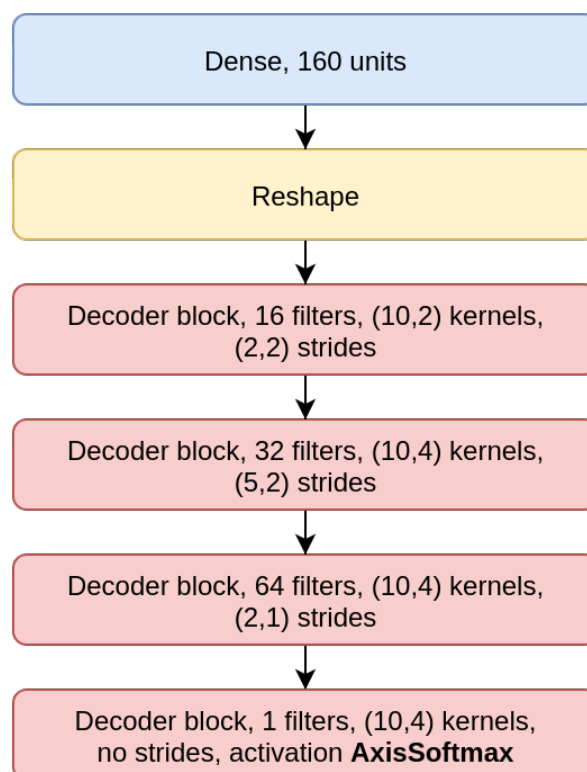 Dense, 160 units
Reshape
Decoder block, 16 filters, (10,2) kernels,
(2,2) strides
Decoder block, 32 filters, (10,4) kernels,
(5,2) strides
Decoder block, 64 filters, (10,4) kernels,
(2,1) strides
Decoder block, 1 filters, (10,4) kernels,
no strides, activation AxisSoftmax